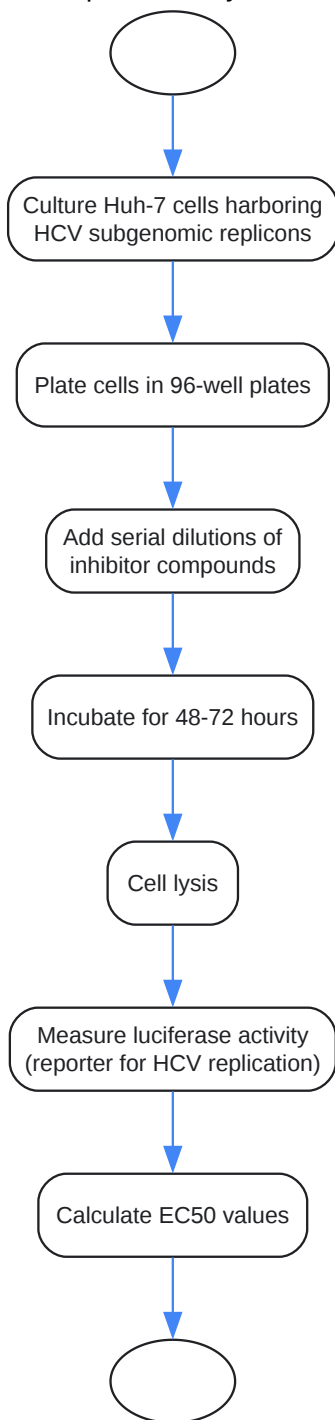 Culture Huh-7 cells harboring
HCV subgenomic replicons
Plate cells in 96-well plates
Add serial dilutions of
inhibitor compounds
Incubate for 48-72 hours
Cell lysis
Measure luciferase activity
(reporter for HCV replication)
Calculate EC50 values